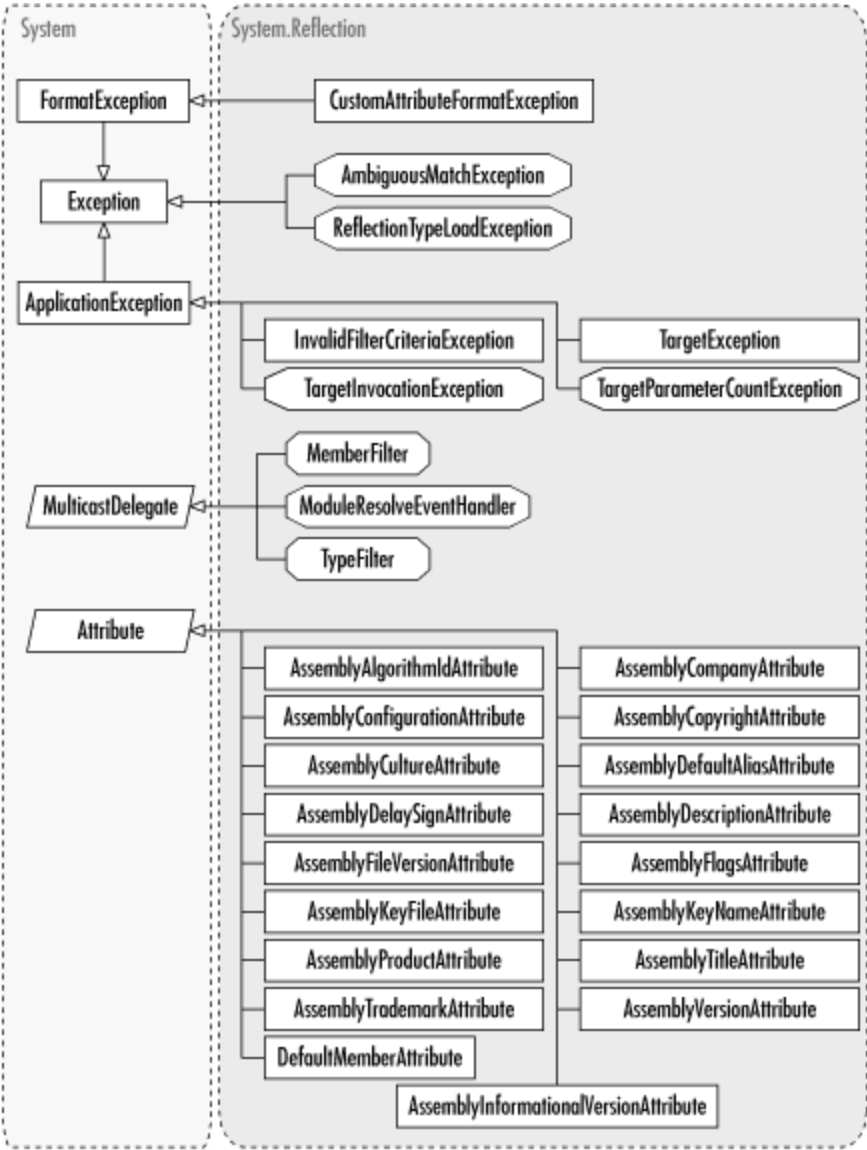 System
System.Reflection
FormatException
CustomAttributeFormatException
AmbiguousMatchException
Exception
ReflectionTypeLoadException
ApplicationException
InvalidFilterCriteriaException
TargetException
TargetInvocationException
TargetParameterCountException
MemberFilter
MulticastDelegate
ModuleResolveEventHandler
TypeFilter
Attribute
AssemblyAlgorithmIdAttribute
AssemblyCompanyAttribute
AssemblyConfigurationAttribute
AssemblyCopyrightAttribute
AssemblyCultureAttribute
AssemblyDefaultAliasAttribute
AssemblyDelaySignAttribute
AssemblyDescriptionAttribute
AssemblyFileVersionAttribute
AssemblyFlagsAttribute
AssemblyKeyFileAttribute
AssemblyKeyNameAttribute
AssemblyProductAttribute
AssemblyTitleAttribute
AssemblyTrademarkAttribute
AssemblyVersionAttribute
DefaultMemberAttribute
AssemblyInformationalVersionAttribute